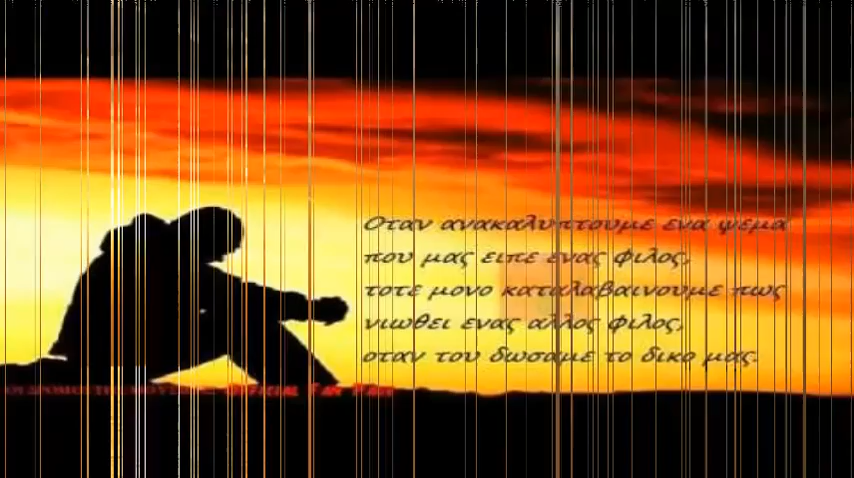 Οταν ανακαλυπτουμε ενα ψεμα
που μας ειπε ενας φιλος,
τοτε μονο καταλαβαινουμε πως
νιωθει ενας αλλος φιλος,
οταν του δωσαμε το δικο μας.